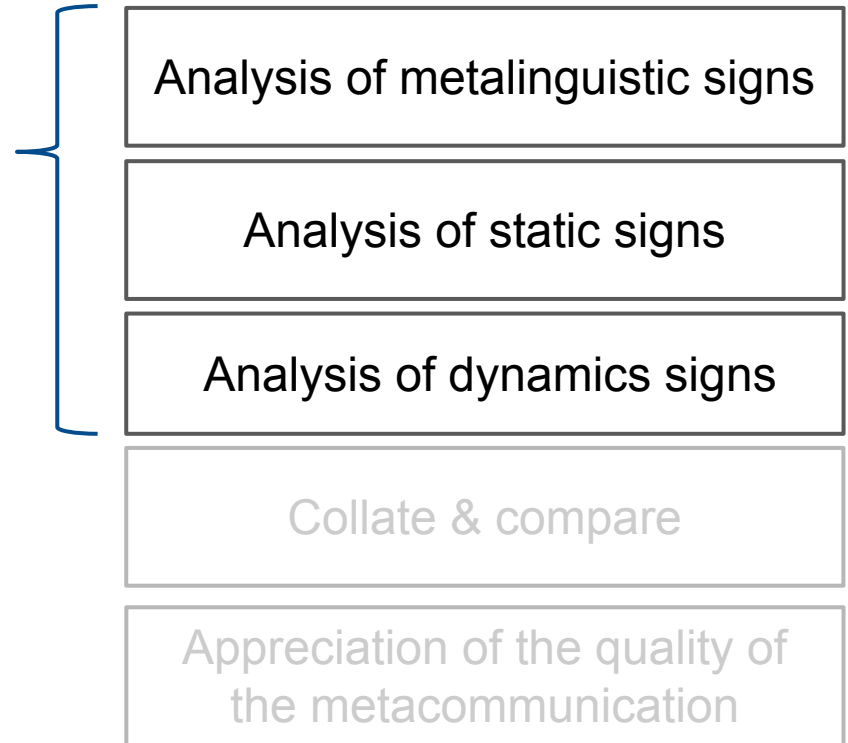 Analysis of metalinguistic signs
Analysis of static signs
Analysis of dynamics signs
Collate & compare
Appreciation of the quality of
the metacommunication